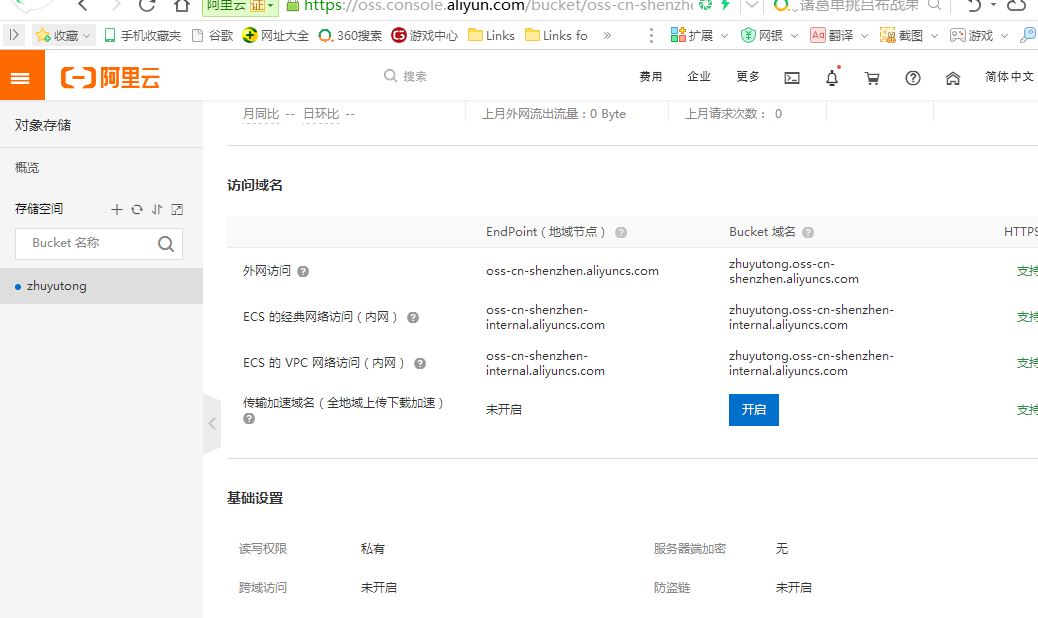 阿里云 证 https://oss.console.aliyun.com/bucket/oss-cn-shenzhe 诸葛单挑吕布战果
收藏 手机收藏夹 谷歌 网址大全 360搜索 游戏中心 Links Links fo » 扩展 网银 翻译 截图 游戏
阿里云 搜索 费用 企业 更多 简体中文
对象存储
概览
存储空间
Bucket 名称
zhuyutong
月同比 -- 日环比 -- 上月外网流出流量：0 Byte 上月请求次数： 0
访问域名
EndPoint（地域节点） Bucket 域名 HTTPS
外网访问 oss-cn-shenzhen.aliyuncs.com zhuyutong.oss-cn-
shenzhen.aliyuncs.com 支持
ECS 的经典网络访问（内网） oss-cn-shenzhen-
internal.aliyuncs.com zhuyutong.oss-cn-shenzhen-
internal.aliyuncs.com 支持
ECS 的 VPC 网络访问（内网） oss-cn-shenzhen-
internal.aliyuncs.com zhuyutong.oss-cn-shenzhen-
internal.aliyuncs.com 支持
传输加速域名（全地域上传下载加速） 未开启 开启 支持
基础设置
读写权限 私有 服务器端加密 无
跨域访问 未开启 防盗链 未开启